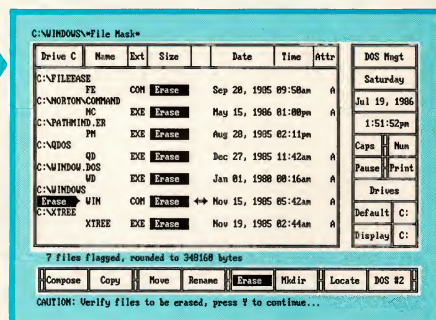 C:\WINDOWS\*File Mask*
Drive C Name Ext Size Date Time Attr
C:\FILEEASE
FE COM Erase Sep 20, 1985 09:50am A
C:\NORTON\COMMAND
NC EXE Erase May 15, 1986 01:00pm A
C:\PATHMIND.ER
PM EXE Erase Aug 28, 1985 02:11pm A
C:\QDOS
QD EXE Erase Dec 27, 1985 11:42am A
C:\WINDOW.DOS
WD EXE Erase Jan 01, 1980 00:16am A
C:\WINDOWS
Erase WIN COM Erase ↔ Nov 15, 1985 05:42am A
C:\XTREE
XTREE EXE Erase Nov 19, 1985 02:44am A
7 files flagged, rounded to 348160 bytes
DOS Mngt
Saturday
Jul 19, 1986
1:51:52pm
Caps Num
Pause Print
Drives
Default C:
Display C:
Compose Copy Move Rename Erase Mkdir Locate DOS #2
CAUTION: Verify files to be erased, press Y to continue...